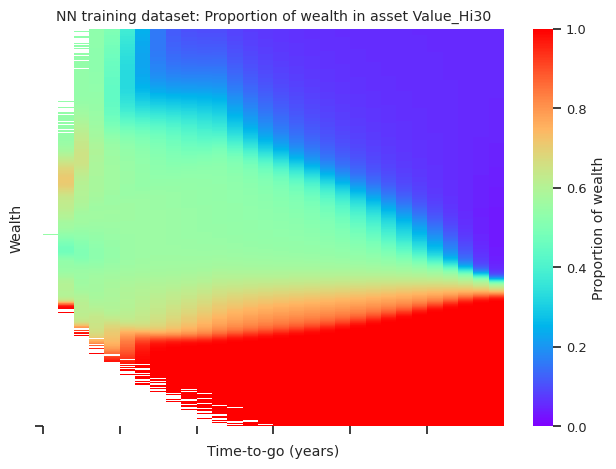 NN training dataset: Proportion of wealth in asset Value_Hi30
Wealth
Time-to-go (years)
1.0
0.8
0.6
0.4
0.2
0.0
Proportion of wealth